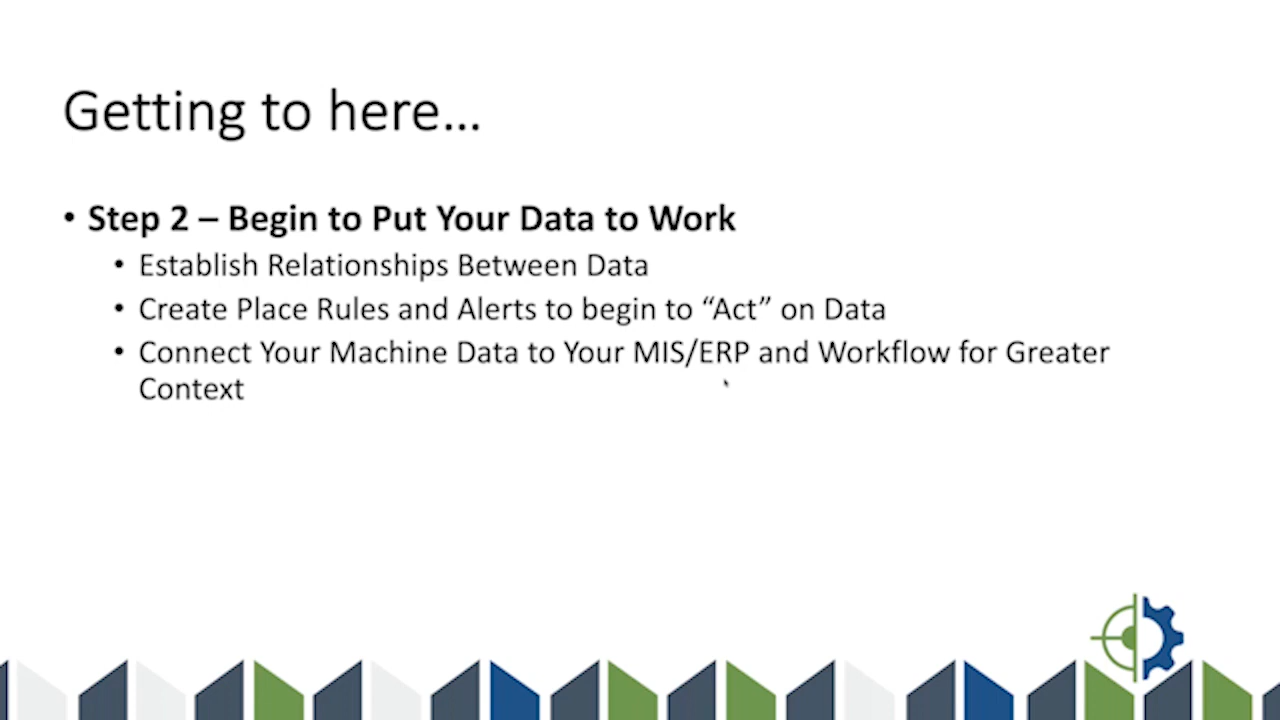 Getting to here...
• Step 2 – Begin to Put Your Data to Work
• Establish Relationships Between Data
• Create Place Rules and Alerts to begin to “Act” on Data
• Connect Your Machine Data to Your MIS/ERP and Workflow for Greater
Context